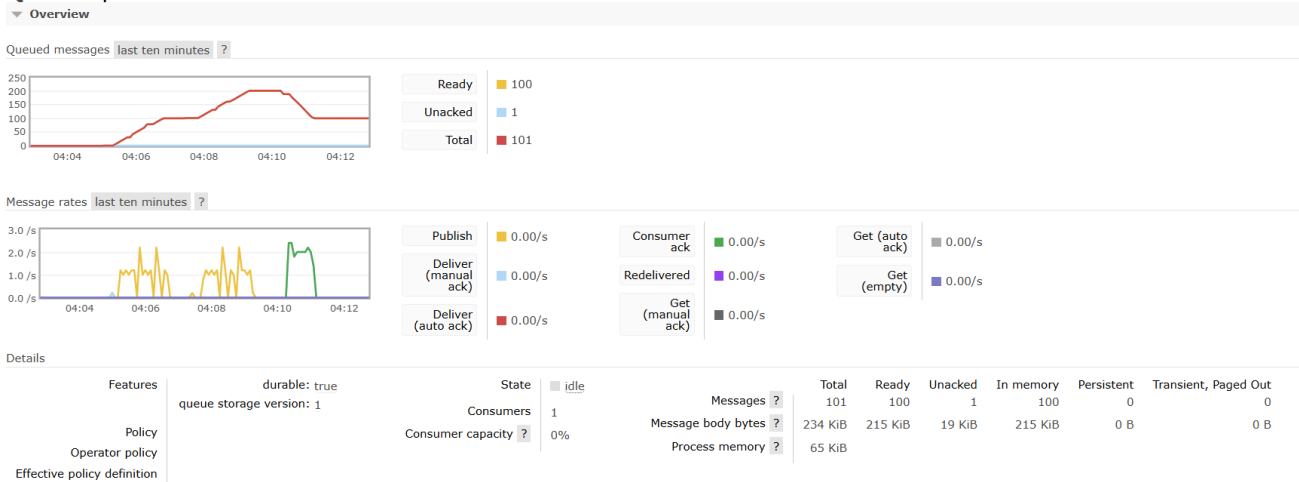 Overview
Queued messages last ten minutes ?
250
200
150
100
50
0
04:04 04:06 04:08 04:10 04:12
Ready 100
Unacked 1
Total 101
Message rates last ten minutes ?
3.0 /s
2.0 /s
1.0 /s
0.0 /s
04:04 04:06 04:08 04:10 04:12
Publish 0.00/s
Deliver
(manual
ack)
0.00/s
Deliver
(auto ack)
0.00/s
Consumer
ack
0.00/s
Redelivered 0.00/s
Get
(manual
ack)
0.00/s
Get (auto
ack)
0.00/s
Get
(empty)
0.00/s
Details
Features durable: true
queue storage version: 1
Policy
Operator policy
Effective policy definition
State idle
Consumers 1
Consumer capacity ? 0%
Total Ready Unacked In memory Persistent Transient, Paged Out
Messages ? 101 100 1 100 0 0
Message body bytes ? 234 KiB 215 KiB 19 KiB 215 KiB 0 B 0 B
Process memory ? 65 KiB